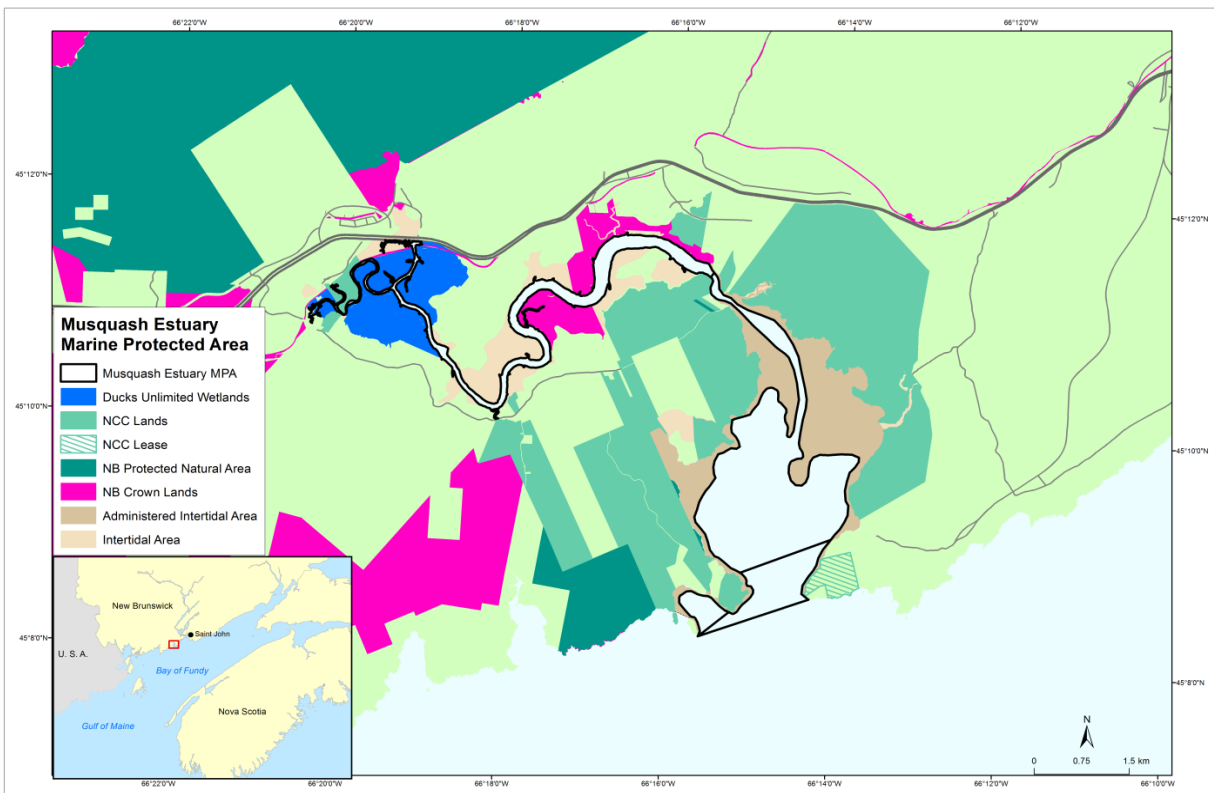 66°22'0"W 66°20'0"W 66°18'0"W 66°16'0"W 66°14'0"W 66°12'0"W
45°12'0"N
45°12'0"N
Musquash Estuary
Marine Protected Area
Musquash Estuary MPA
Ducks Unlimited Wetlands
NCC Lands
NCC Lease
NB Protected Natural Area
NB Crown Lands
Administered Intertidal Area
Intertidal Area
45°10'0"N
45°10'0"N
45°8'0"N
45°8'0"N
New Brunswick
Saint John
U. S. A.
Bay of Fundy
Nova Scotia
Gulf of Maine
N
0 0.75 1.5 km
66°22'0"W 66°20'0"W 66°18'0"W 66°16'0"W 66°14'0"W 66°12'0"W 66°10'0"W